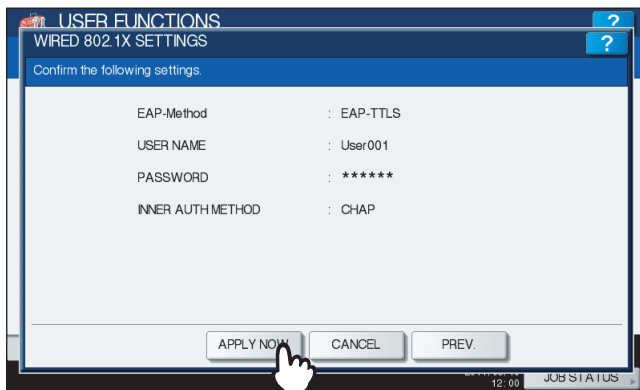 USER FUNCTIONS
?
WIRED 802.1X SETTINGS
?
Confirm the following settings.
EAP-Method : EAP-TTLS
USER NAME : User001
PASSWORD : ******
INNER AUTH METHOD : CHAP
APPLY NOW CANCEL PREV.
12:00 JOB STATUS